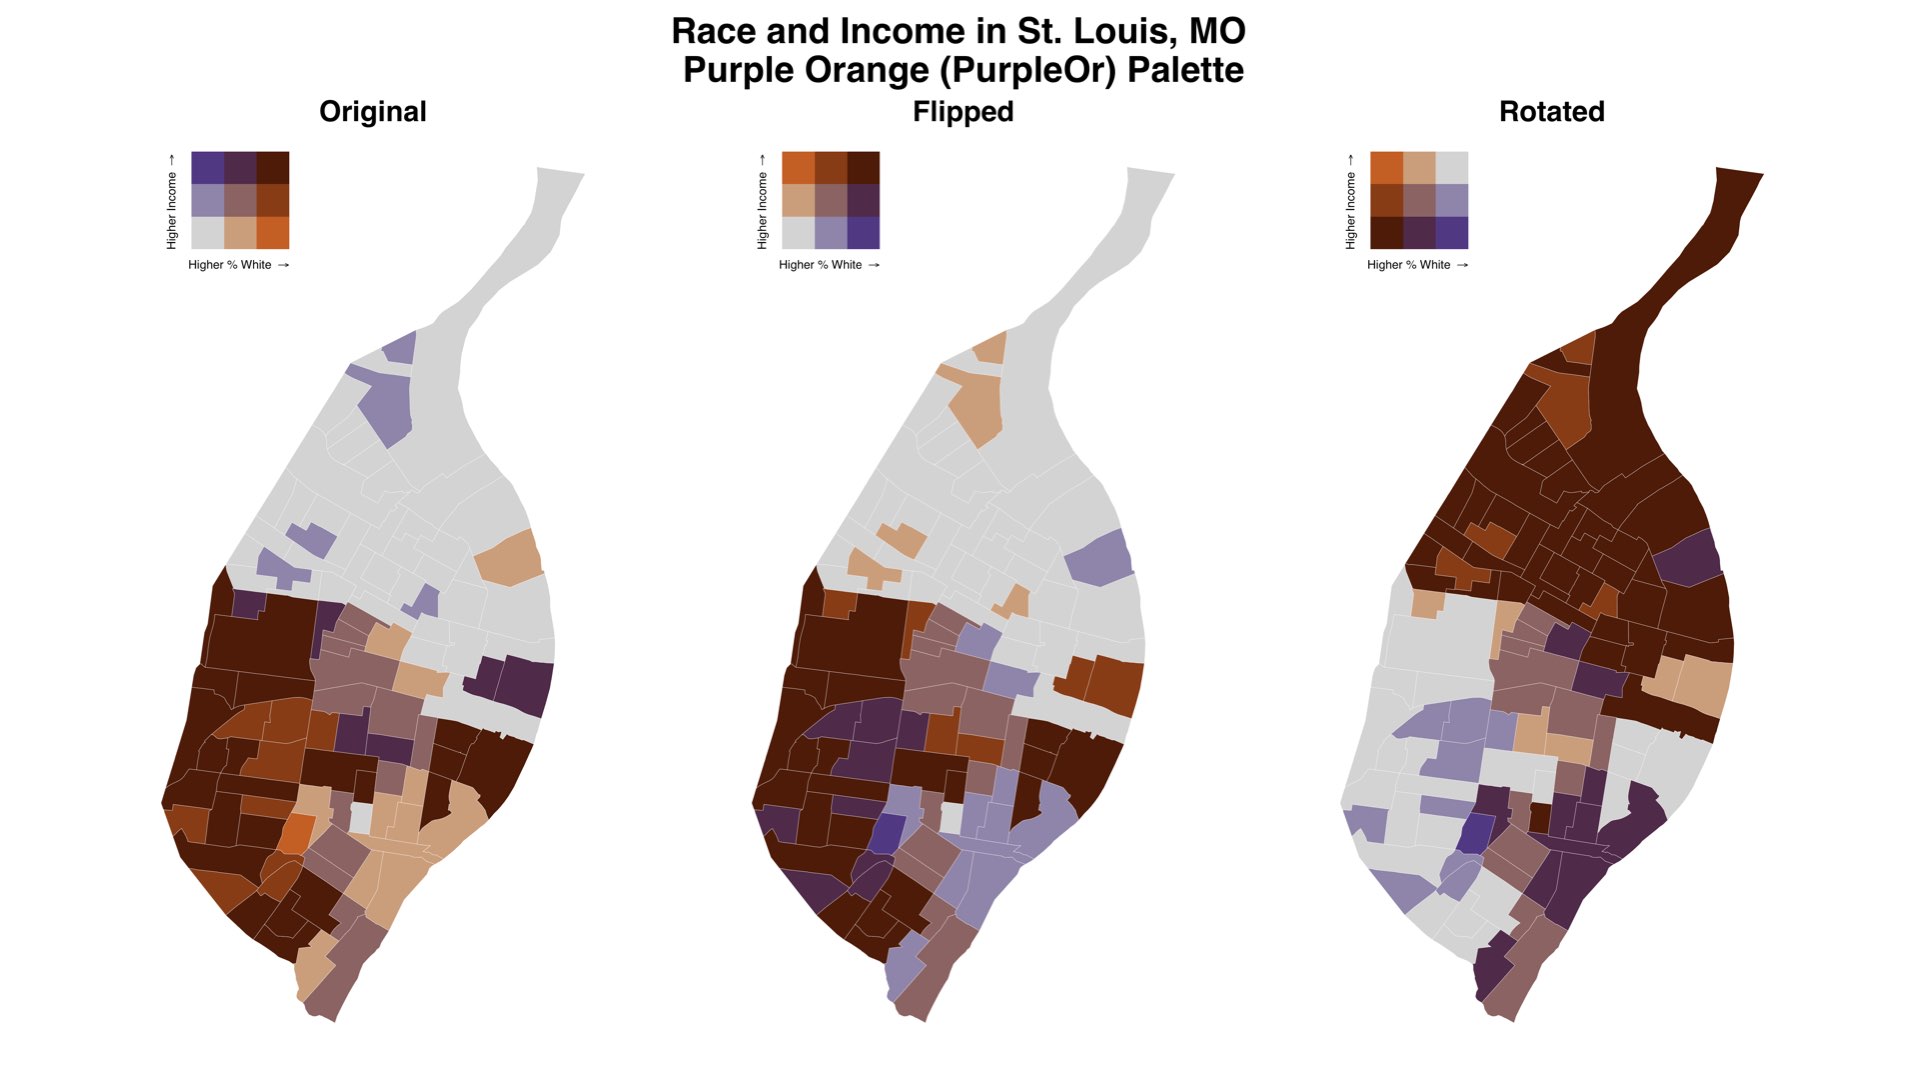 Race and Income in St. Louis, MO
Purple Orange (PurpleOr) Palette
Original
Higher Income →
Higher % White →
Flipped
Higher Income →
Higher % White →
Rotated
Higher Income →
Higher % White →